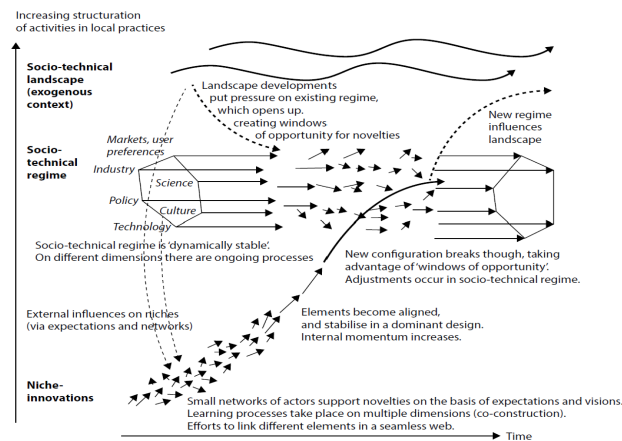 Increasing structuration
of activities in local practices
Socio-technical
landscape
(exogenous
context)
Landscape developments
put pressure on existing regime,
which opens up.
creating windows
of opportunity for novelties
New regime
influences
landscape
Socio-
technical
regime
Markets, user
preferences
Industry
Science
Policy
Culture
Technology
Socio-technical regime is ‘dynamically stable’.
On different dimensions there are ongoing processes
New configuration breaks though, taking
advantage of ‘windows of opportunity’.
Adjustments occur in socio-technical regime.
External influences on niches
(via expectations and networks)
Elements become aligned,
and stabilise in a dominant design.
Internal momentum increases.
Niche-
innovations
Small networks of actors support novelties on the basis of expectations and visions.
Learning processes take place on multiple dimensions (co-construction).
Efforts to link different elements in a seamless web.
Time